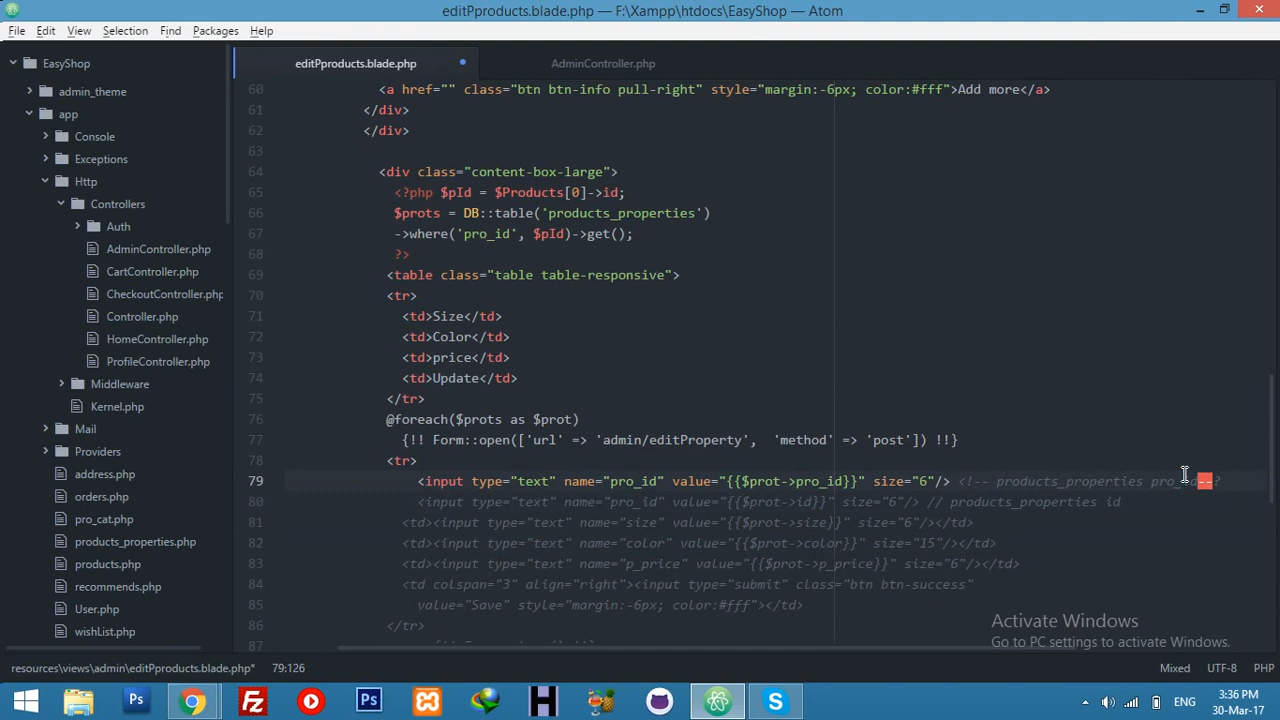 editPproducts.blade.php — F:\Xampp\htdocs\EasyShop — Atom
File Edit View Selection Find Packages Help
EasyShop
admin_theme
app
Console
Exceptions
Http
Controllers
Auth
AdminController.php
CartController.php
CheckoutController.php
Controller.php
HomeController.php
ProfileController.php
Middleware
Kernel.php
Mail
Providers
address.php
orders.php
pro_cat.php
products_properties.php
products.php
recommends.php
User.php
wishList.php
editPproducts.blade.php AdminController.php
60 <a href="" class="btn btn-info pull-right" style="margin:-6px; color:#fff">Add more</a>
61 </div>
62 </div>
63
64 <div class="content-box-large">
65 <?php $pId = $Products[0]->id;
66 $prots = DB::table('products_properties')
67 ->where('pro_id', $pId)->get();
68 ?>
69 <table class="table table-responsive">
70 <tr>
71 <td>Size</td>
72 <td>Color</td>
73 <td>price</td>
74 <td>Update</td>
75 </tr>
76 @foreach($prots as $prot)
77 {!! Form::open(['url' => 'admin/editProperty', 'method' => 'post']) !!}
78 <tr>
79 <input type="text" name="pro_id" value="{{$prot->pro_id}}" size="6"/> <!-- products_properties --?
80 <input type="text" name="pro_id" value="{{$prot->id}}" size="6"/> // products_properties id
81 <td><input type="text" name="size" value="{{$prot->size}}" size="6"/></td>
82 <td><input type="text" name="color" value="{{$prot->color}}" size="15"/></td>
83 <td><input type="text" name="p_price" value="{{$prot->p_price}}" size="6"/></td>
84 <td colspan="3" align="right"><input type="submit" class="btn btn-success"
85 value="Save" style="margin:-6px; color:#fff"></td>
86 </tr>
87
Activate Windows
Go to PC settings to activate Windows.
resources\views\admin\editPproducts.blade.php* 79:126 Mixed UTF-8 PHP
ENG 3:36 PM
30-Mar-17